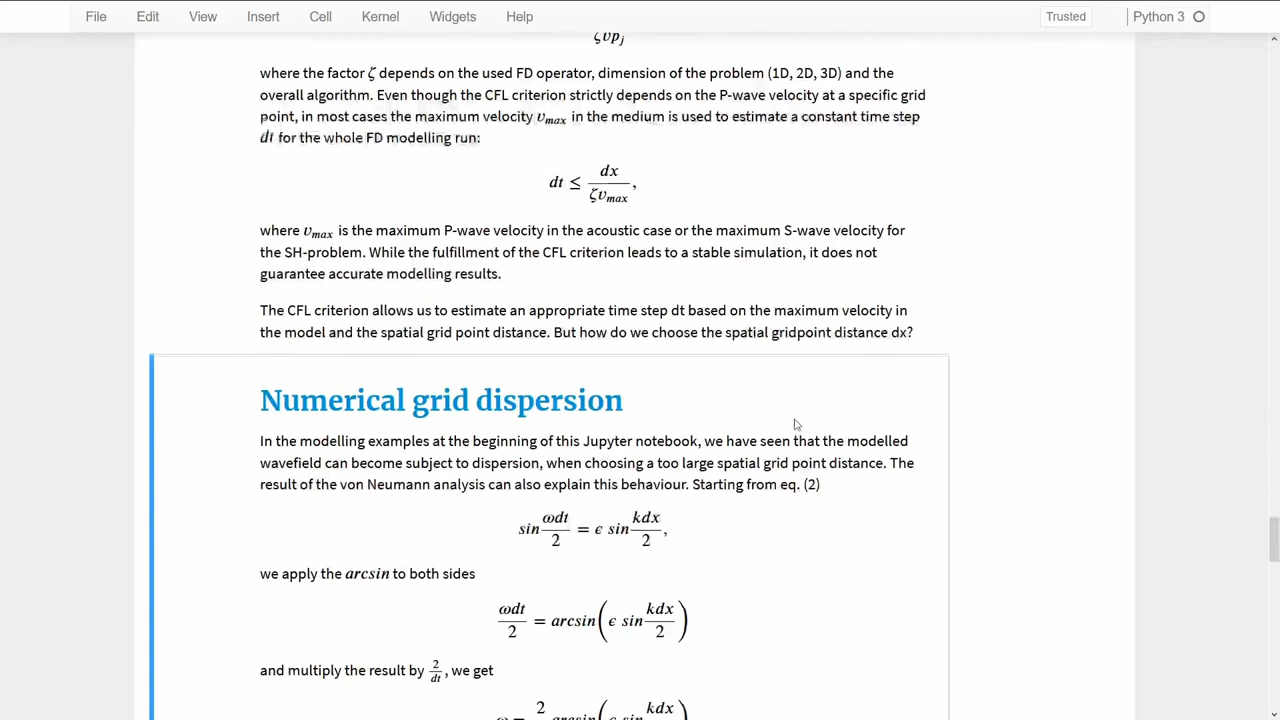 File Edit View Insert Cell Kernel Widgets Help Trusted Python 3
ζvpj
where the factor ζ depends on the used FD operator, dimension of the problem (1D, 2D, 3D) and the
overall algorithm. Even though the CFL criterion strictly depends on the P-wave velocity at a specific grid
point, in most cases the maximum velocity vmax in the medium is used to estimate a constant time step
dt for the whole FD modelling run:
dt ≤ dx / ζvmax,
where vmax is the maximum P-wave velocity in the acoustic case or the maximum S-wave velocity for
the SH-problem. While the fulfillment of the CFL criterion leads to a stable simulation, it does not
guarantee accurate modelling results.
The CFL criterion allows us to estimate an appropriate time step dt based on the maximum velocity in
the model and the spatial grid point distance. But how do we choose the spatial gridpoint distance dx?
Numerical grid dispersion
In the modelling examples at the beginning of this Jupyter notebook, we have seen that the modelled
wavefield can become subject to dispersion, when choosing a too large spatial grid point distance. The
result of the von Neumann analysis can also explain this behaviour. Starting from eq. (2)
sin ωdt/2 = ϵ sin kdx/2,
we apply the arcsin to both sides
ωdt/2 = arcsin(ϵ sin kdx/2)
and multiply the result by 2/dt, we get
ω = 2 arcsin(ϵ sin kdx